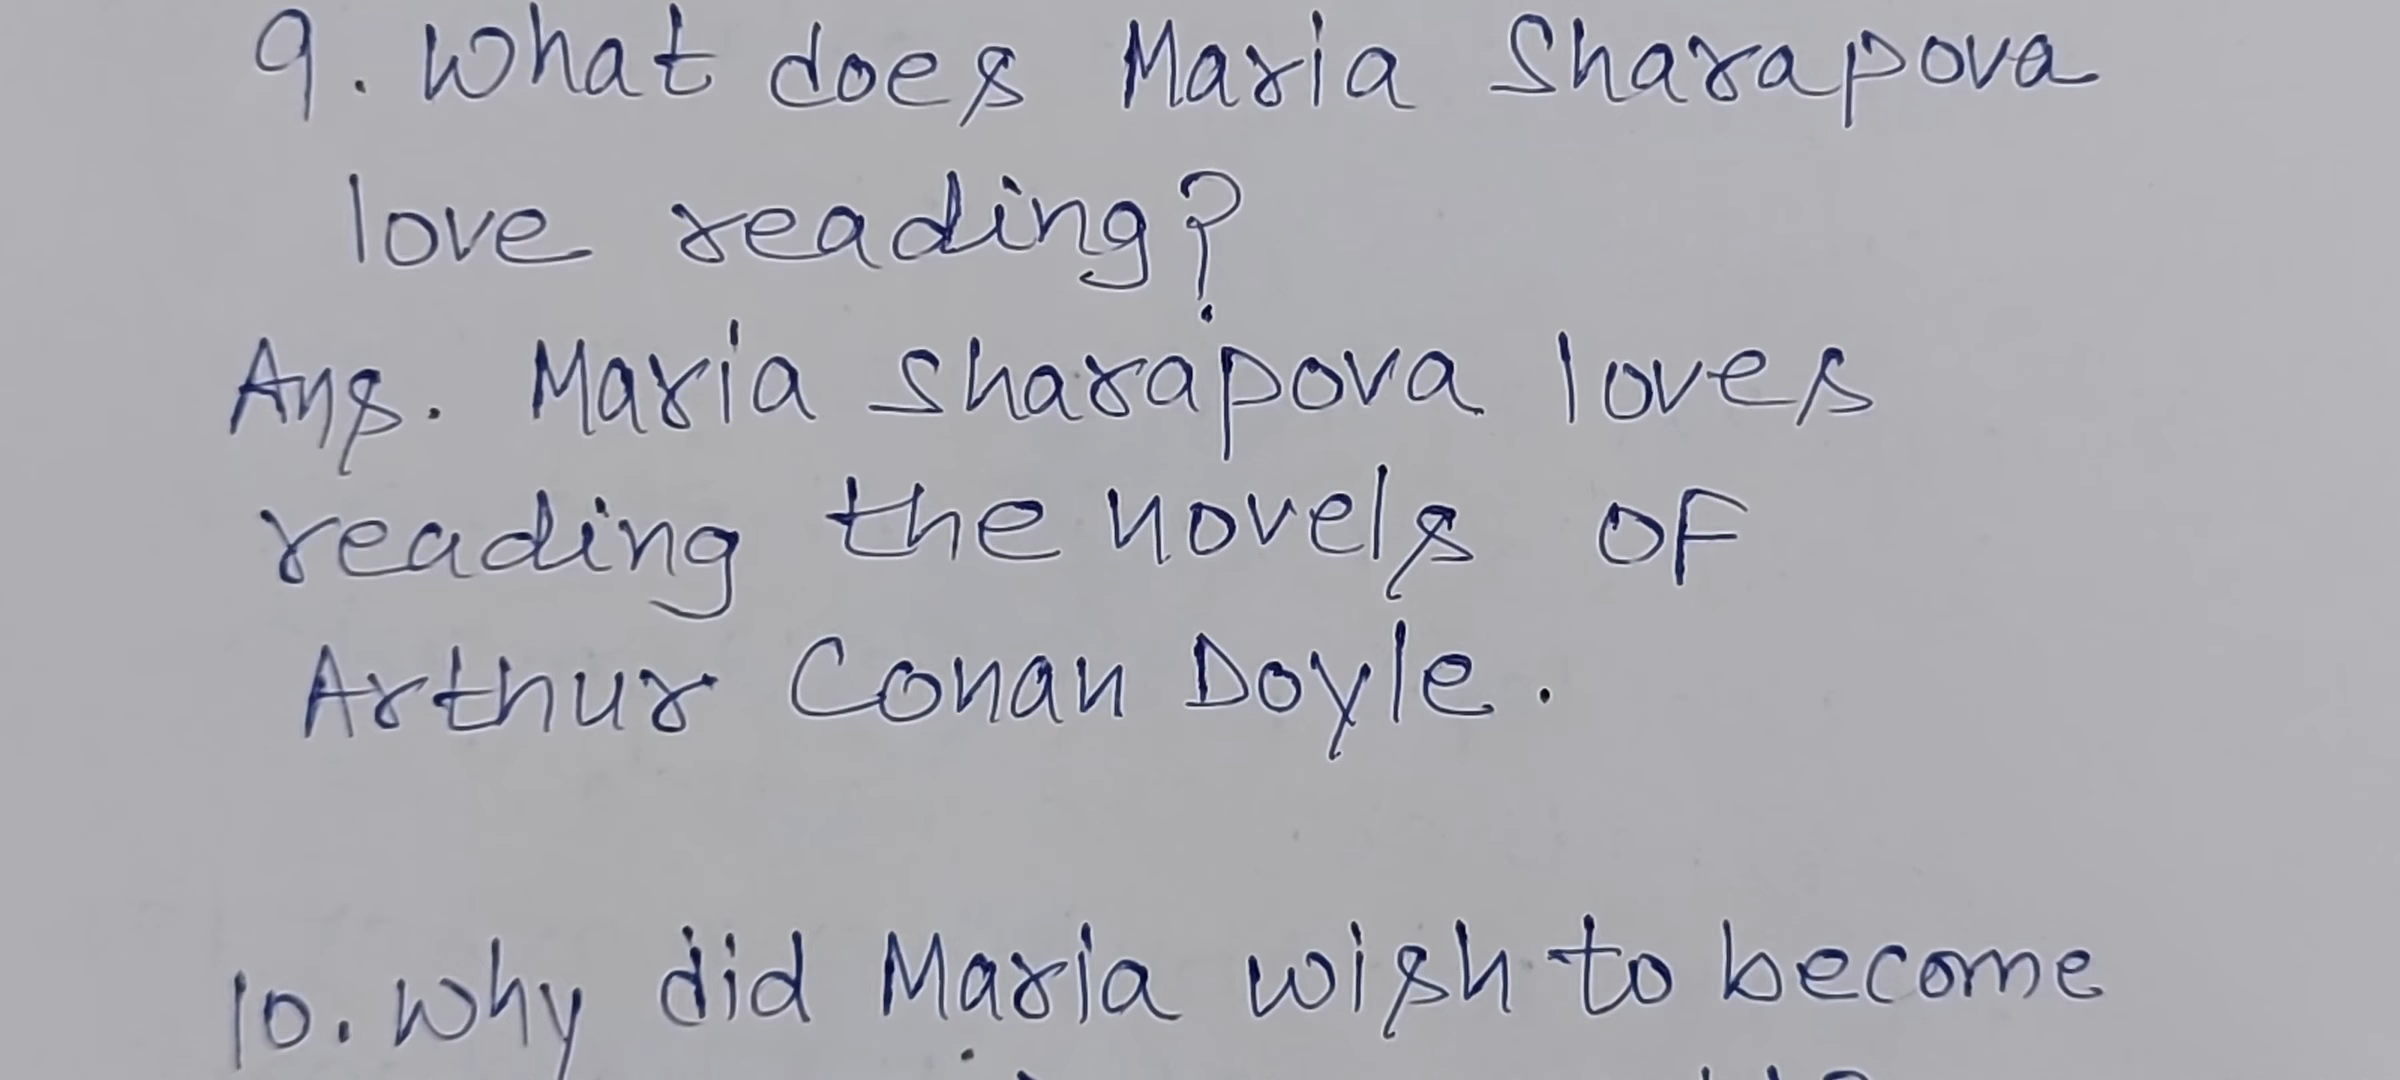 9. What does Maria Sharapova
love reading?
Ans. Maria sharapova loves
reading the novels of
Arthur Conan Doyle.
10. Why did Maria wish to become